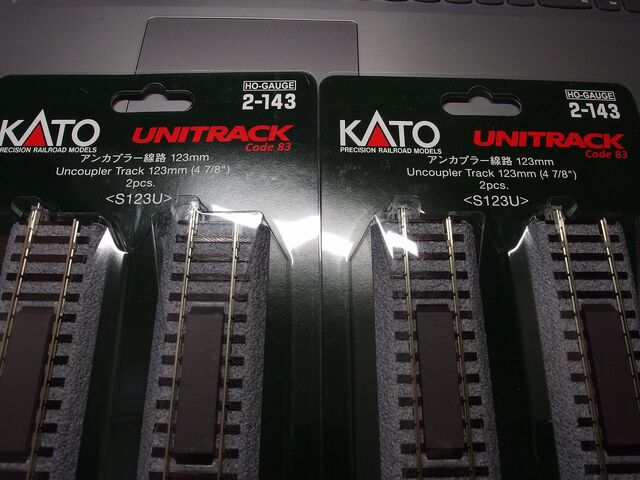 HO-GAUGE
2-143
KATO
PRECISION RAILROAD MODELS
UNITRACK
Code 83
アンカプラー線路 123mm
Uncoupler Track 123mm (4 7/8")
2pcs.
<S123U>
HO-GAUGE
2-143
KATO
PRECISION RAILROAD MODELS
UNITRACK
Code 83
アンカプラー線路 123mm
Uncoupler Track 123mm (4 7/8")
2pcs.
<S123U>